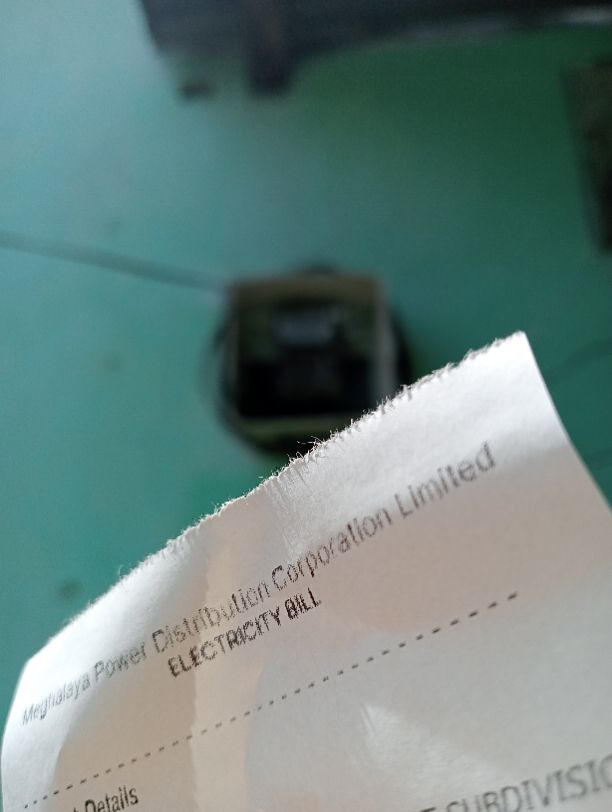 Meghalaya Power Distribution Corporation Limited
ELECTRICITY BILL
Details
SUBDIVISIO